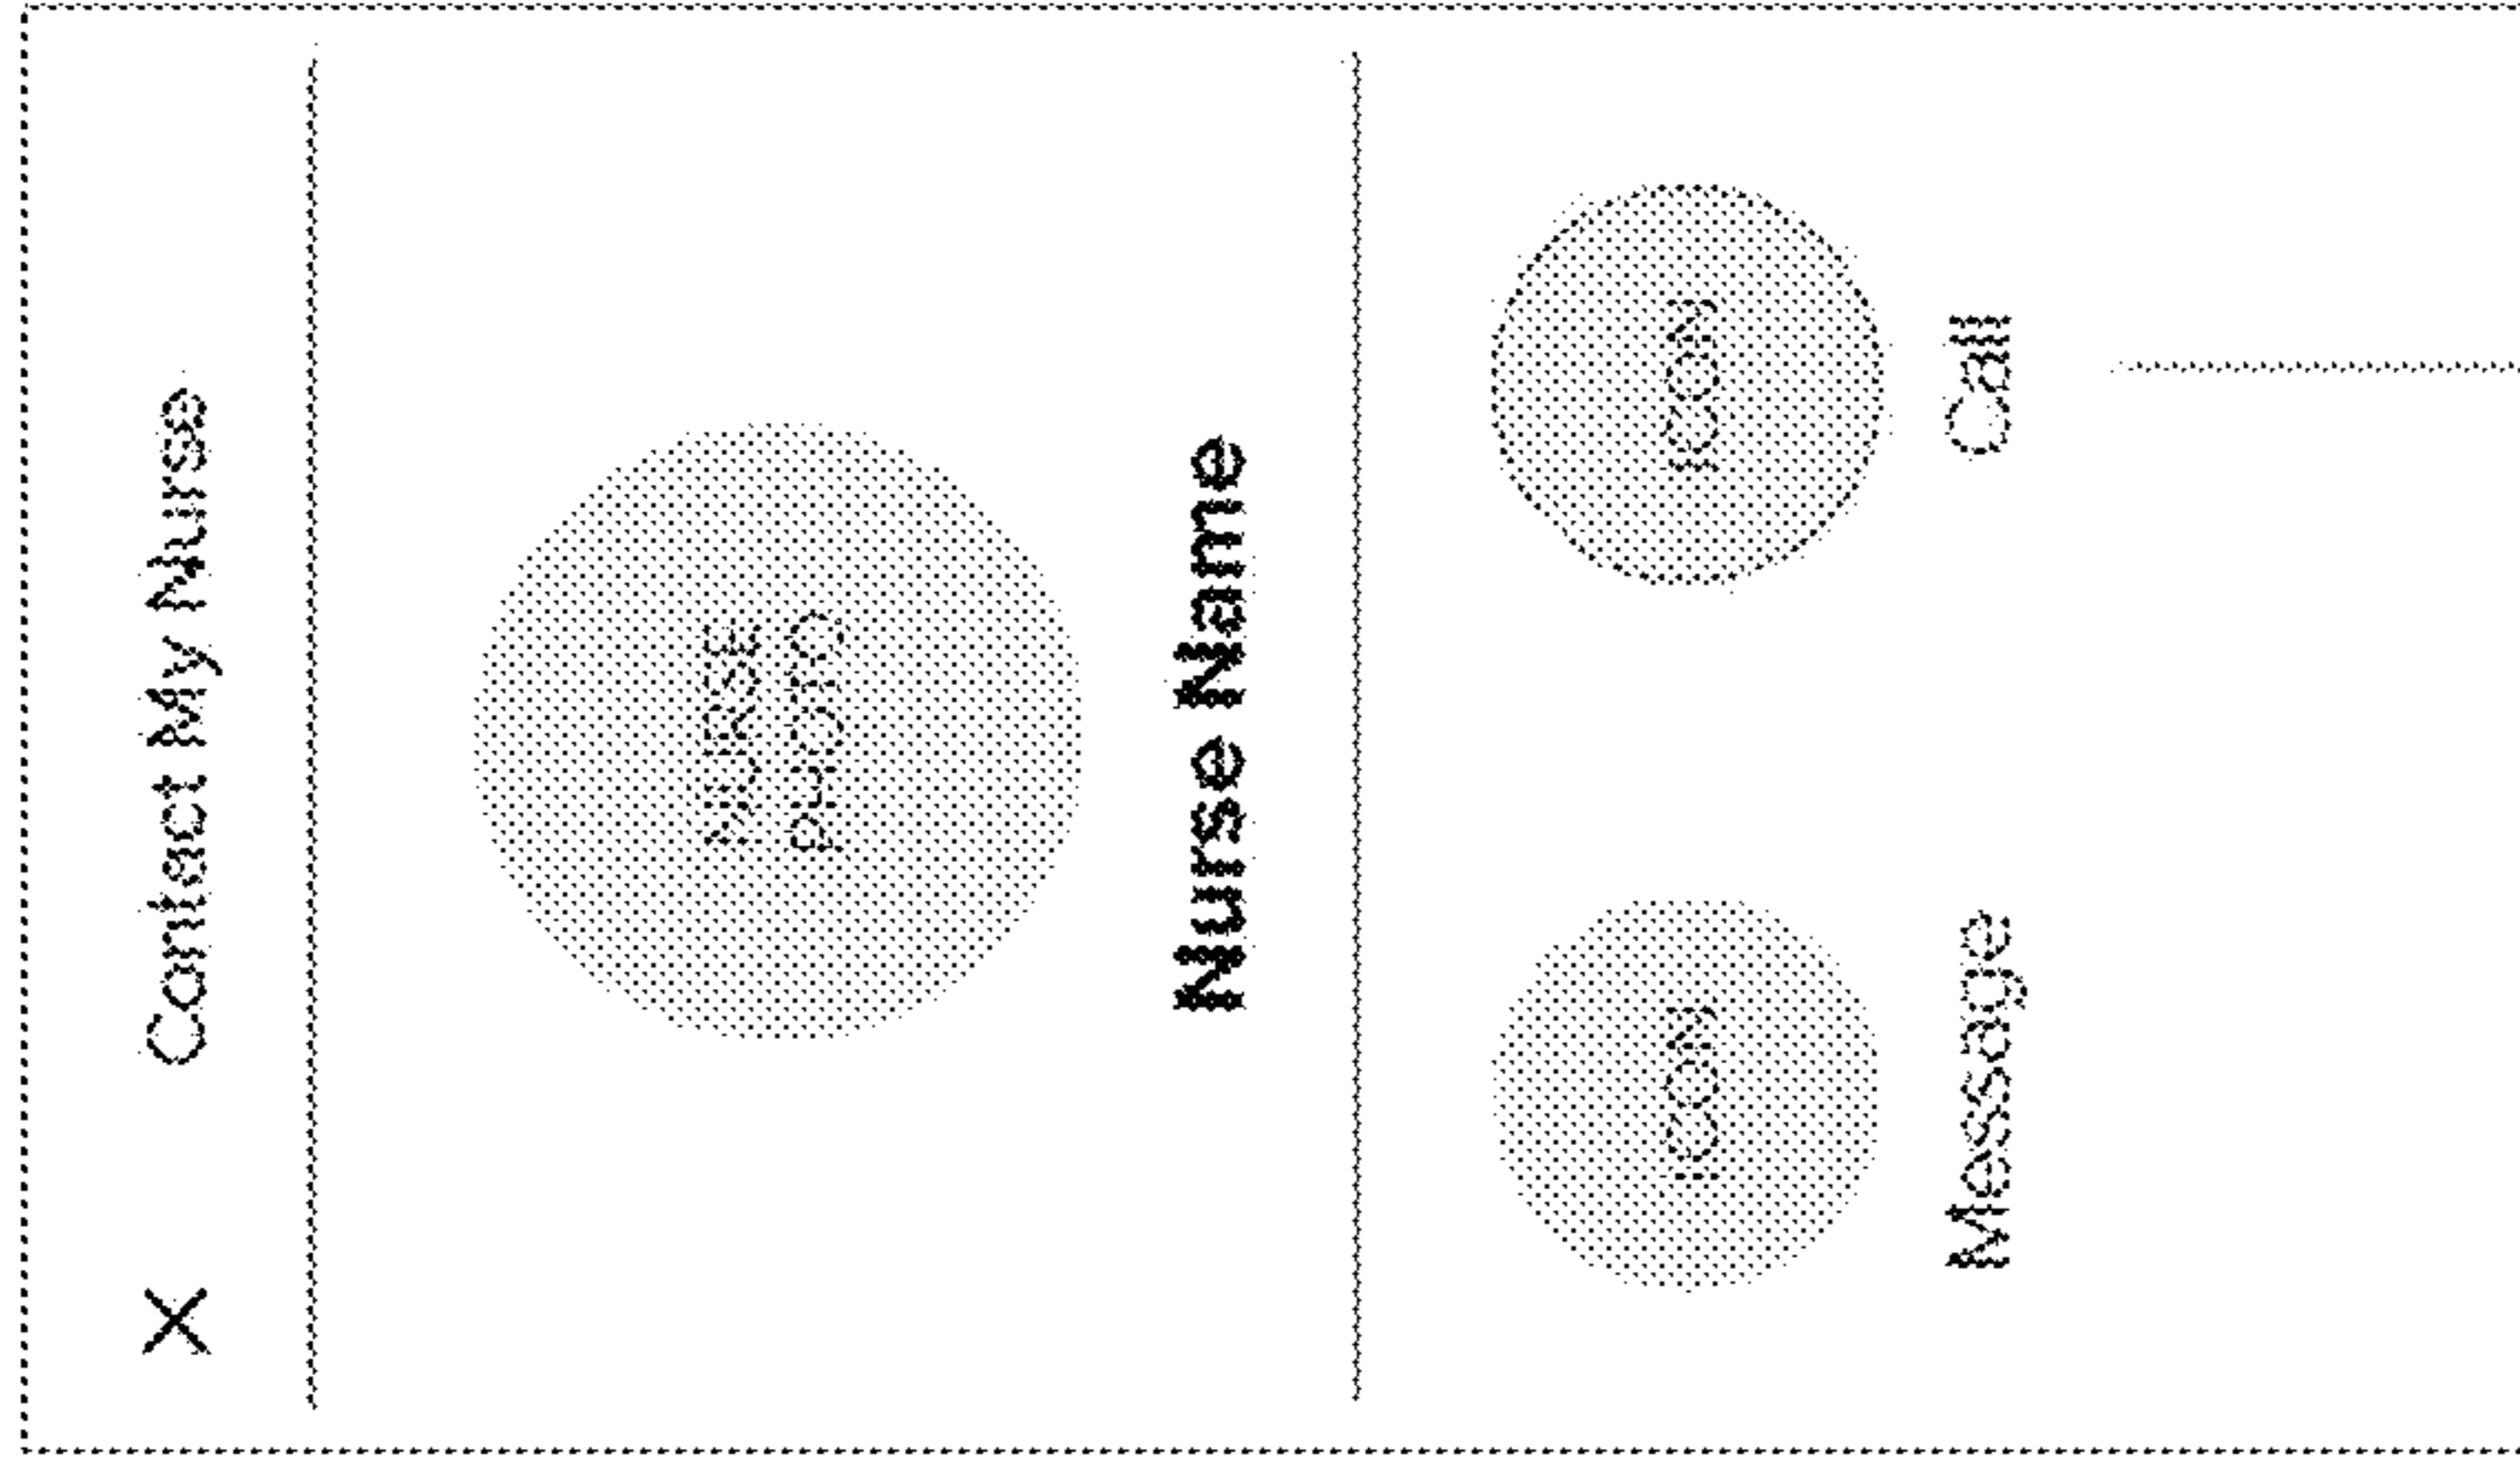 X Contact My Nurse
NURSE
PHOTO
Nurse Name
ICON ICON
Message Call